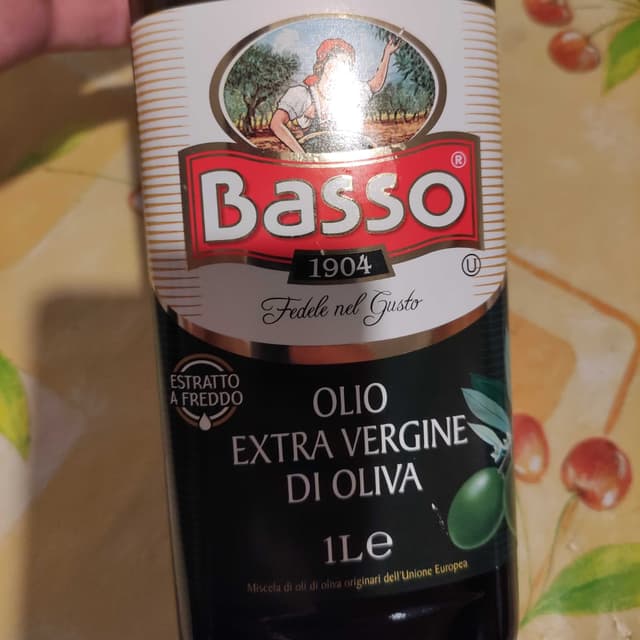 Basso®
1904
U
Fedele nel Gusto
ESTRATTO
A FREDDO
OLIO
EXTRA VERGINE
DI OLIVA
1L e
Miscela di oli di oliva originari dell'Unione Europea